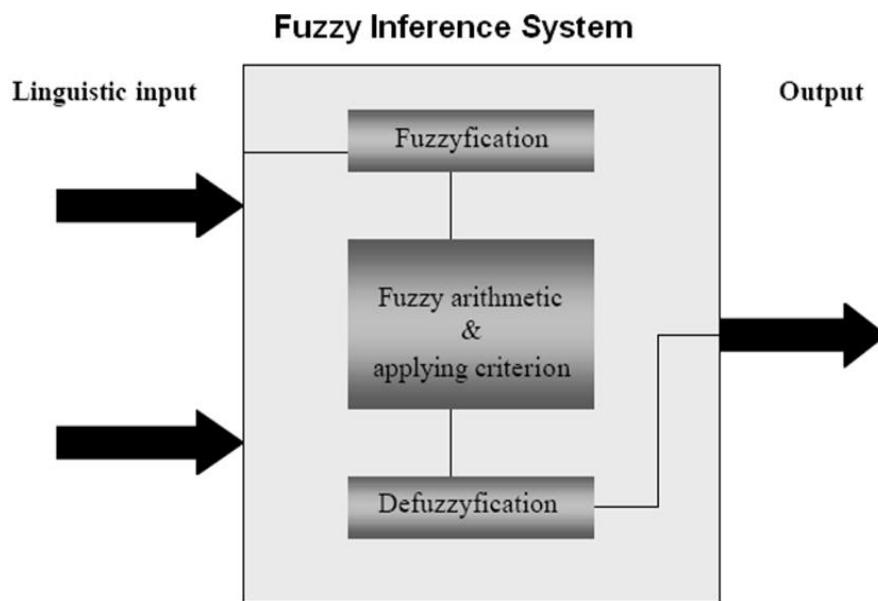 Fuzzy Inference System
Linguistic input
Output
Fuzzyfication
Fuzzy arithmetic
&
applying criterion
Defuzzyfication